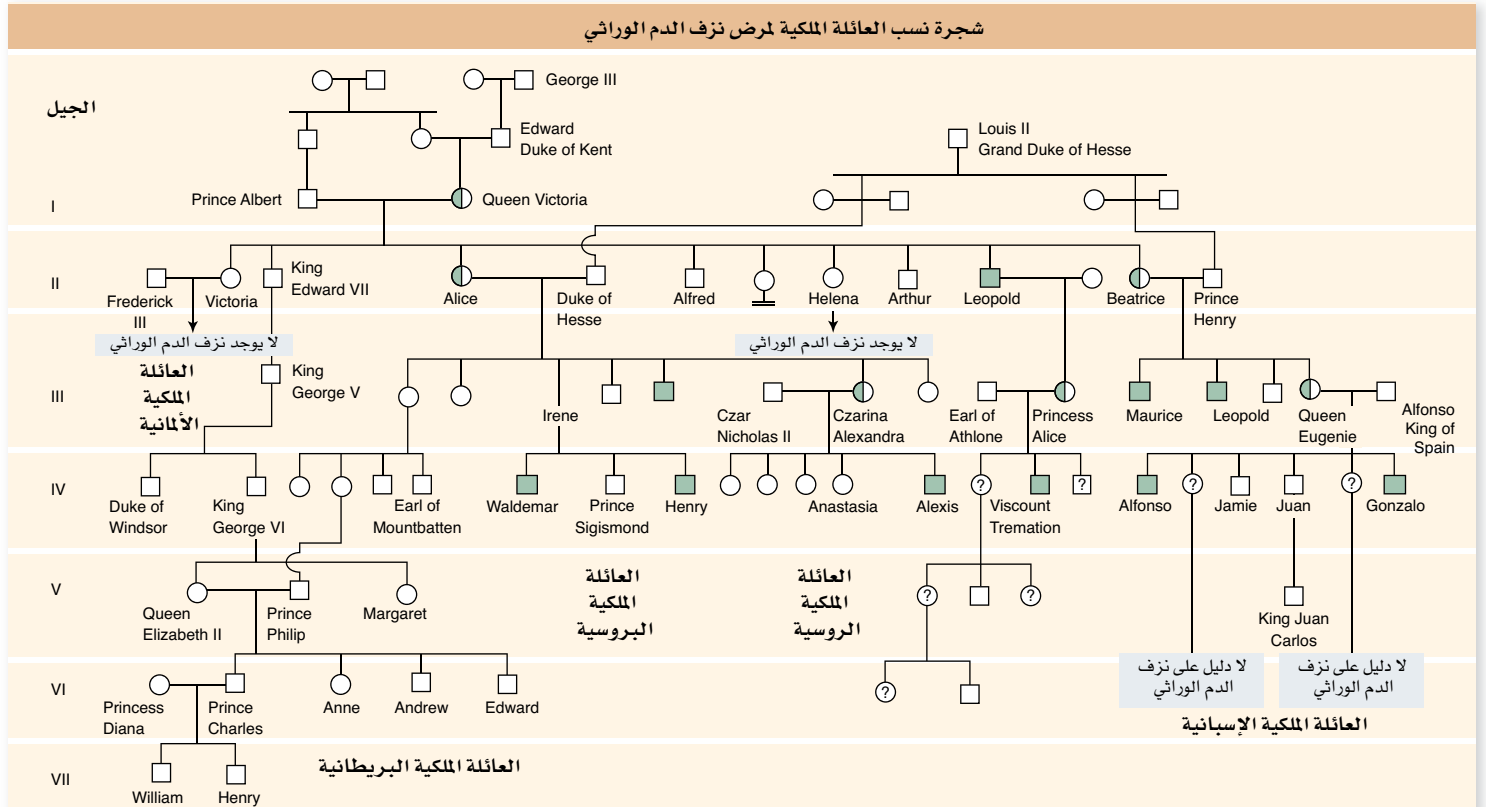 شجرة نسب العائلة الملكية لمرض نزف الدم الوراثي
الجيل
George III
Edward
Duke of Kent
Louis II
Grand Duke of Hesse
I
Prince Albert
Queen Victoria
II
Frederick
III
Victoria
King
Edward VII
Alice
Duke of
Hesse
Alfred
Helena
Arthur
Leopold
Beatrice
Prince
Henry
لا يوجد نزف الدم الوراثي
لا يوجد نزف الدم الوراثي
III
العائلة
الملكية
الألمانية
King
George V
Irene
Czar
Nicholas II
Czarina
Alexandra
Earl of
Athlone
Princess
Alice
Maurice
Leopold
Queen
Eugenie
Alfonso
King of
Spain
IV
?
?
?
?
Duke of
Windsor
King
George VI
Earl of
Mountbatten
Waldemar
Prince
Sigismond
Henry
Anastasia
Alexis
Viscount
Tremation
Alfonso
Jamie
Juan
Gonzalo
V
Queen
Elizabeth II
Prince
Philip
Margaret
العائلة
الملكية
البروسية
العائلة
الملكية
الروسية
?
?
King Juan
Carlos
لا دليل على نزف
الدم الوراثي
لا دليل على نزف
الدم الوراثي
VI
Princess
Diana
Prince
Charles
Anne
Andrew
Edward
?
العائلة الملكية الإسبانية
VII
William
Henry
العائلة الملكية البريطانية